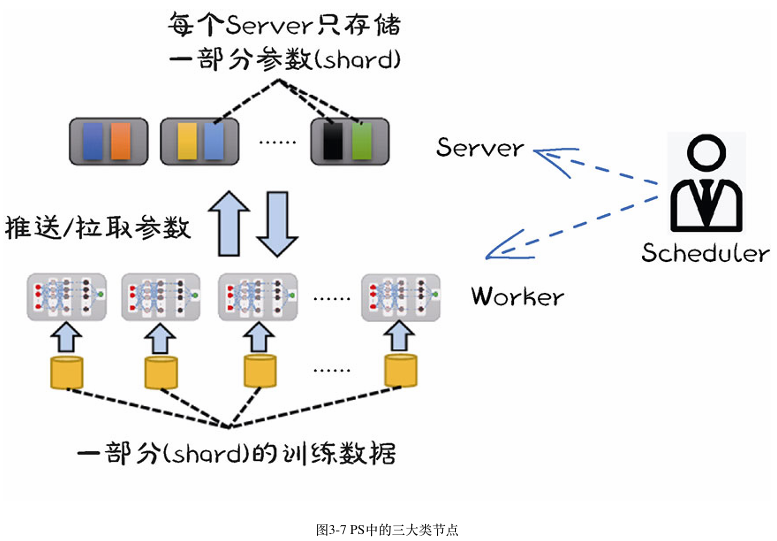 每个Server只存储
一部分参数(shard)
......
Server
推送/拉取参数
Scheduler
......
Worker
......
一部分(shard)的训练数据
图3-7 PS中的三大类节点